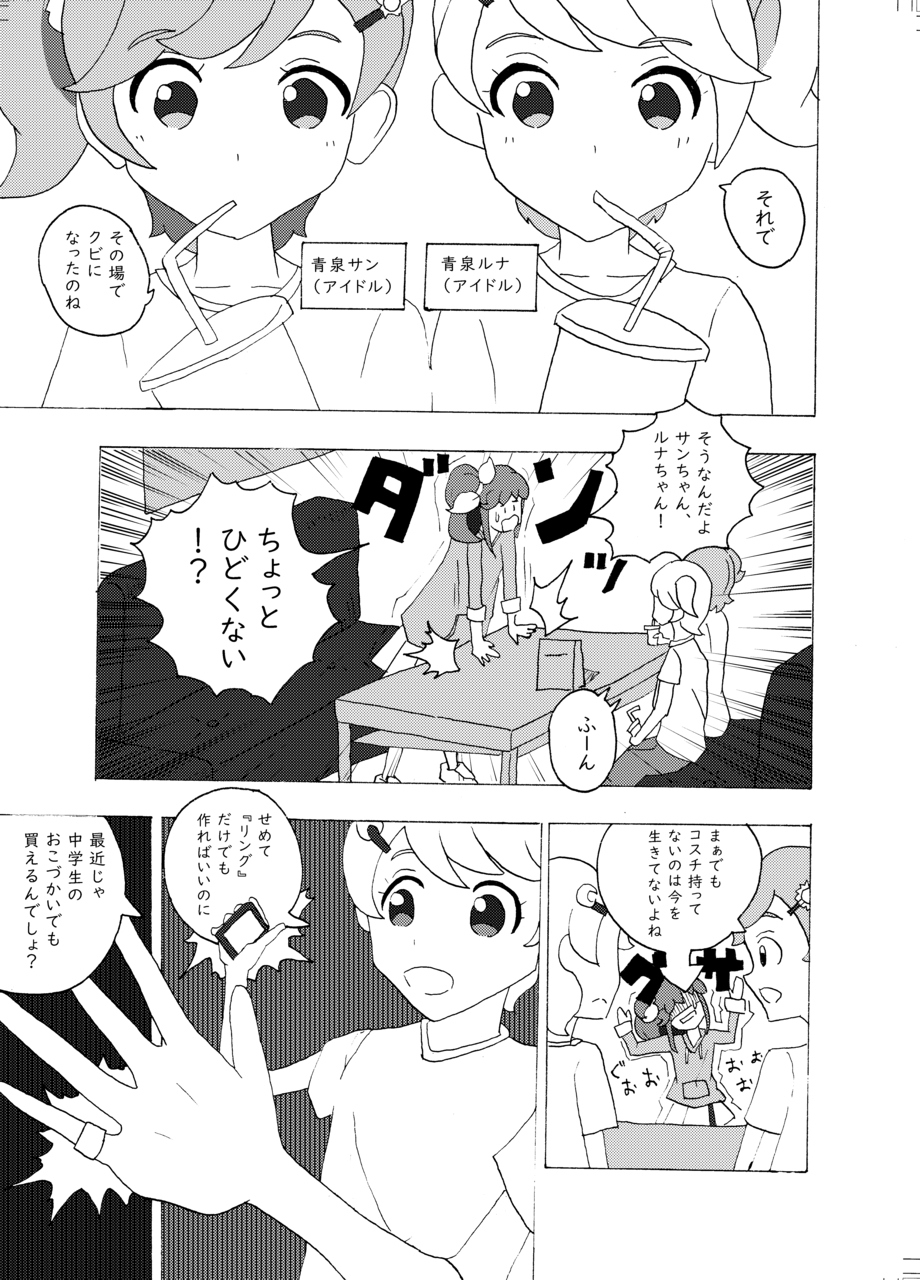 それで
青泉ルナ
（アイドル）
青泉サン
（アイドル）
その場で
クビに
なったのね
そうなんだよ
サンちゃん、
ルナちゃん！
ダンッ
ちょっと
ひどくない
！？
ふーん
まぁでも
コスチ持って
ないのは今を
生きてないよね
グサ
ぐおおおお
せめて
『リング』
だけでも
作ればいいのに
最近じゃ
中学生の
おこづかいでも
買えるんでしょ？